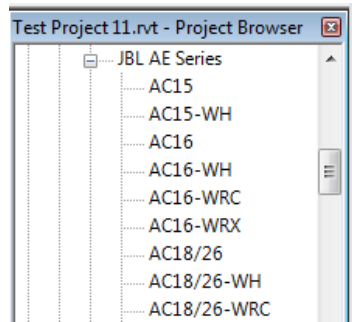 Test Project 11.rvt - Project Browser
JBL AE Series
AC15
AC15-WH
AC16
AC16-WH
AC16-WRC
AC16-WRX
AC18/26
AC18/26-WH
AC18/26-WRC